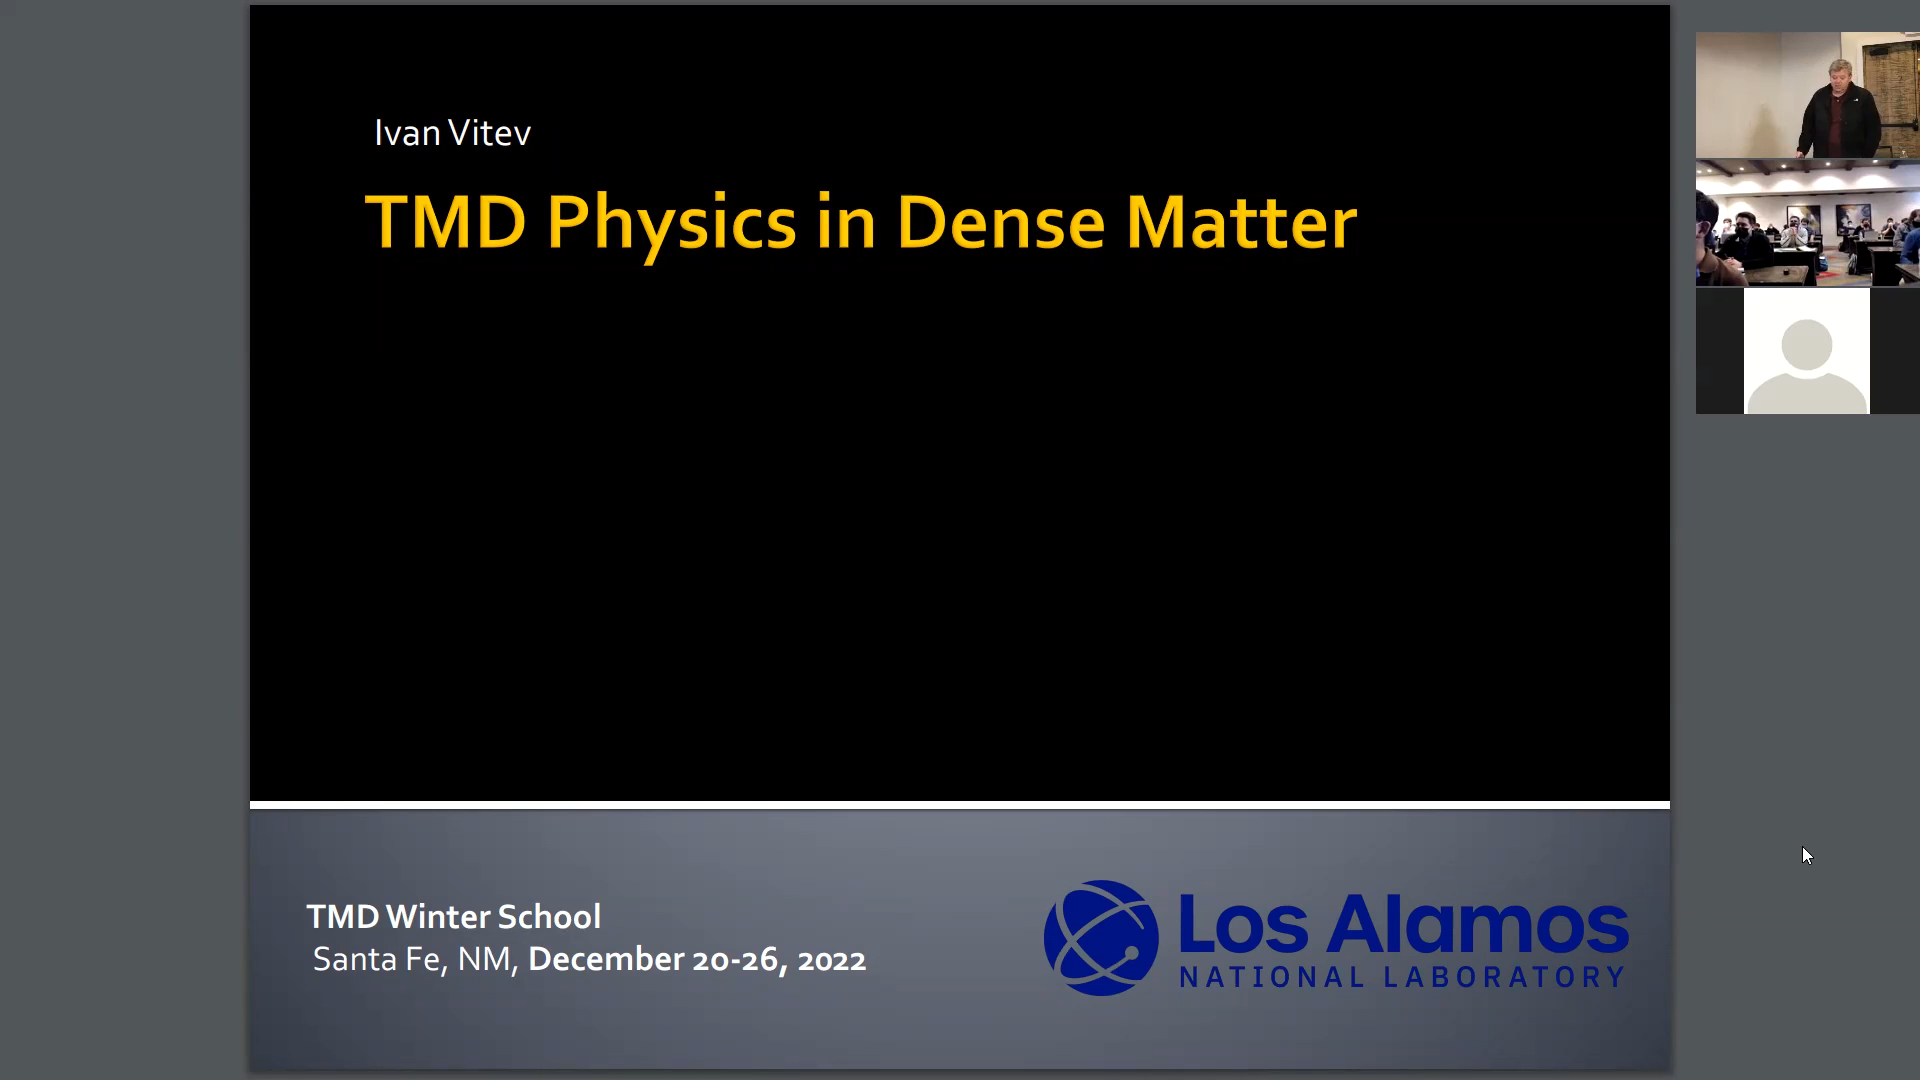 Ivan Vitev
TMD Physics in Dense Matter
TMD Winter School
Santa Fe, NM, December 20-26, 2022
Los Alamos
NATIONAL LABORATORY